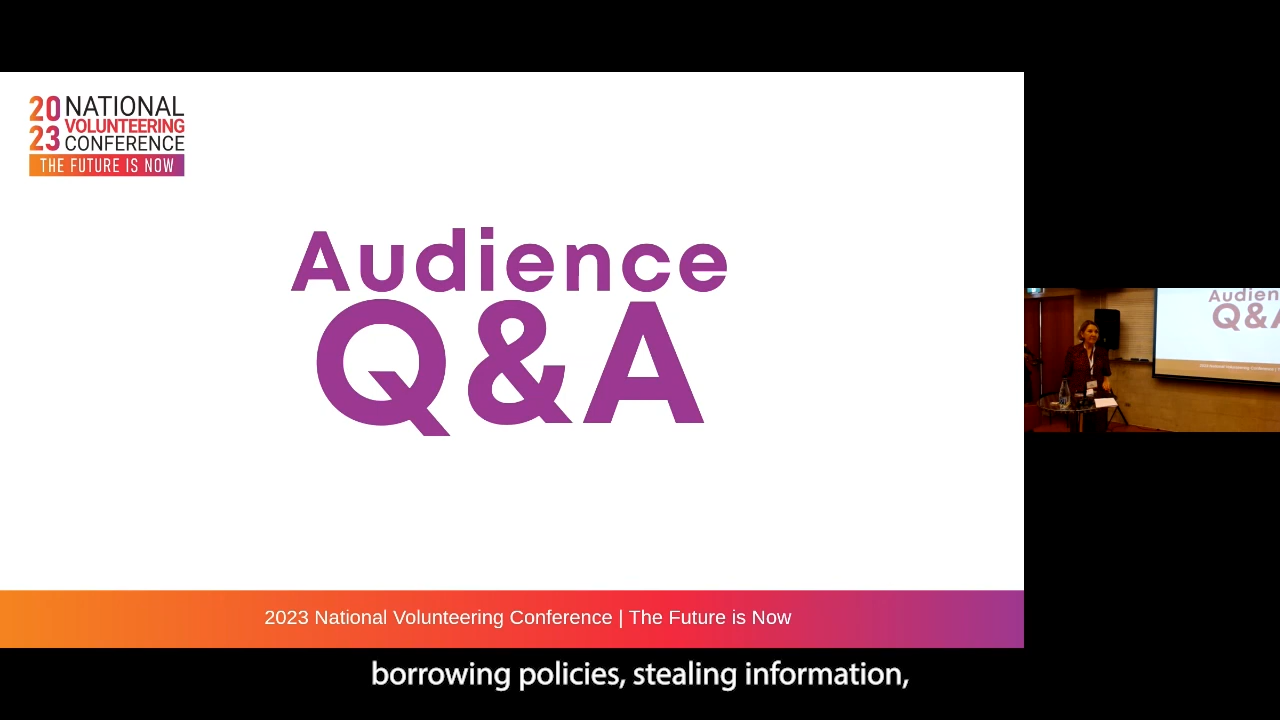 20 NATIONAL
VOLUNTEERING
23 CONFERENCE
THE FUTURE IS NOW
Audience
Q&A
2023 National Volunteering Conference | The Future is Now
Audien
Q&A
borrowing policies, stealing information,